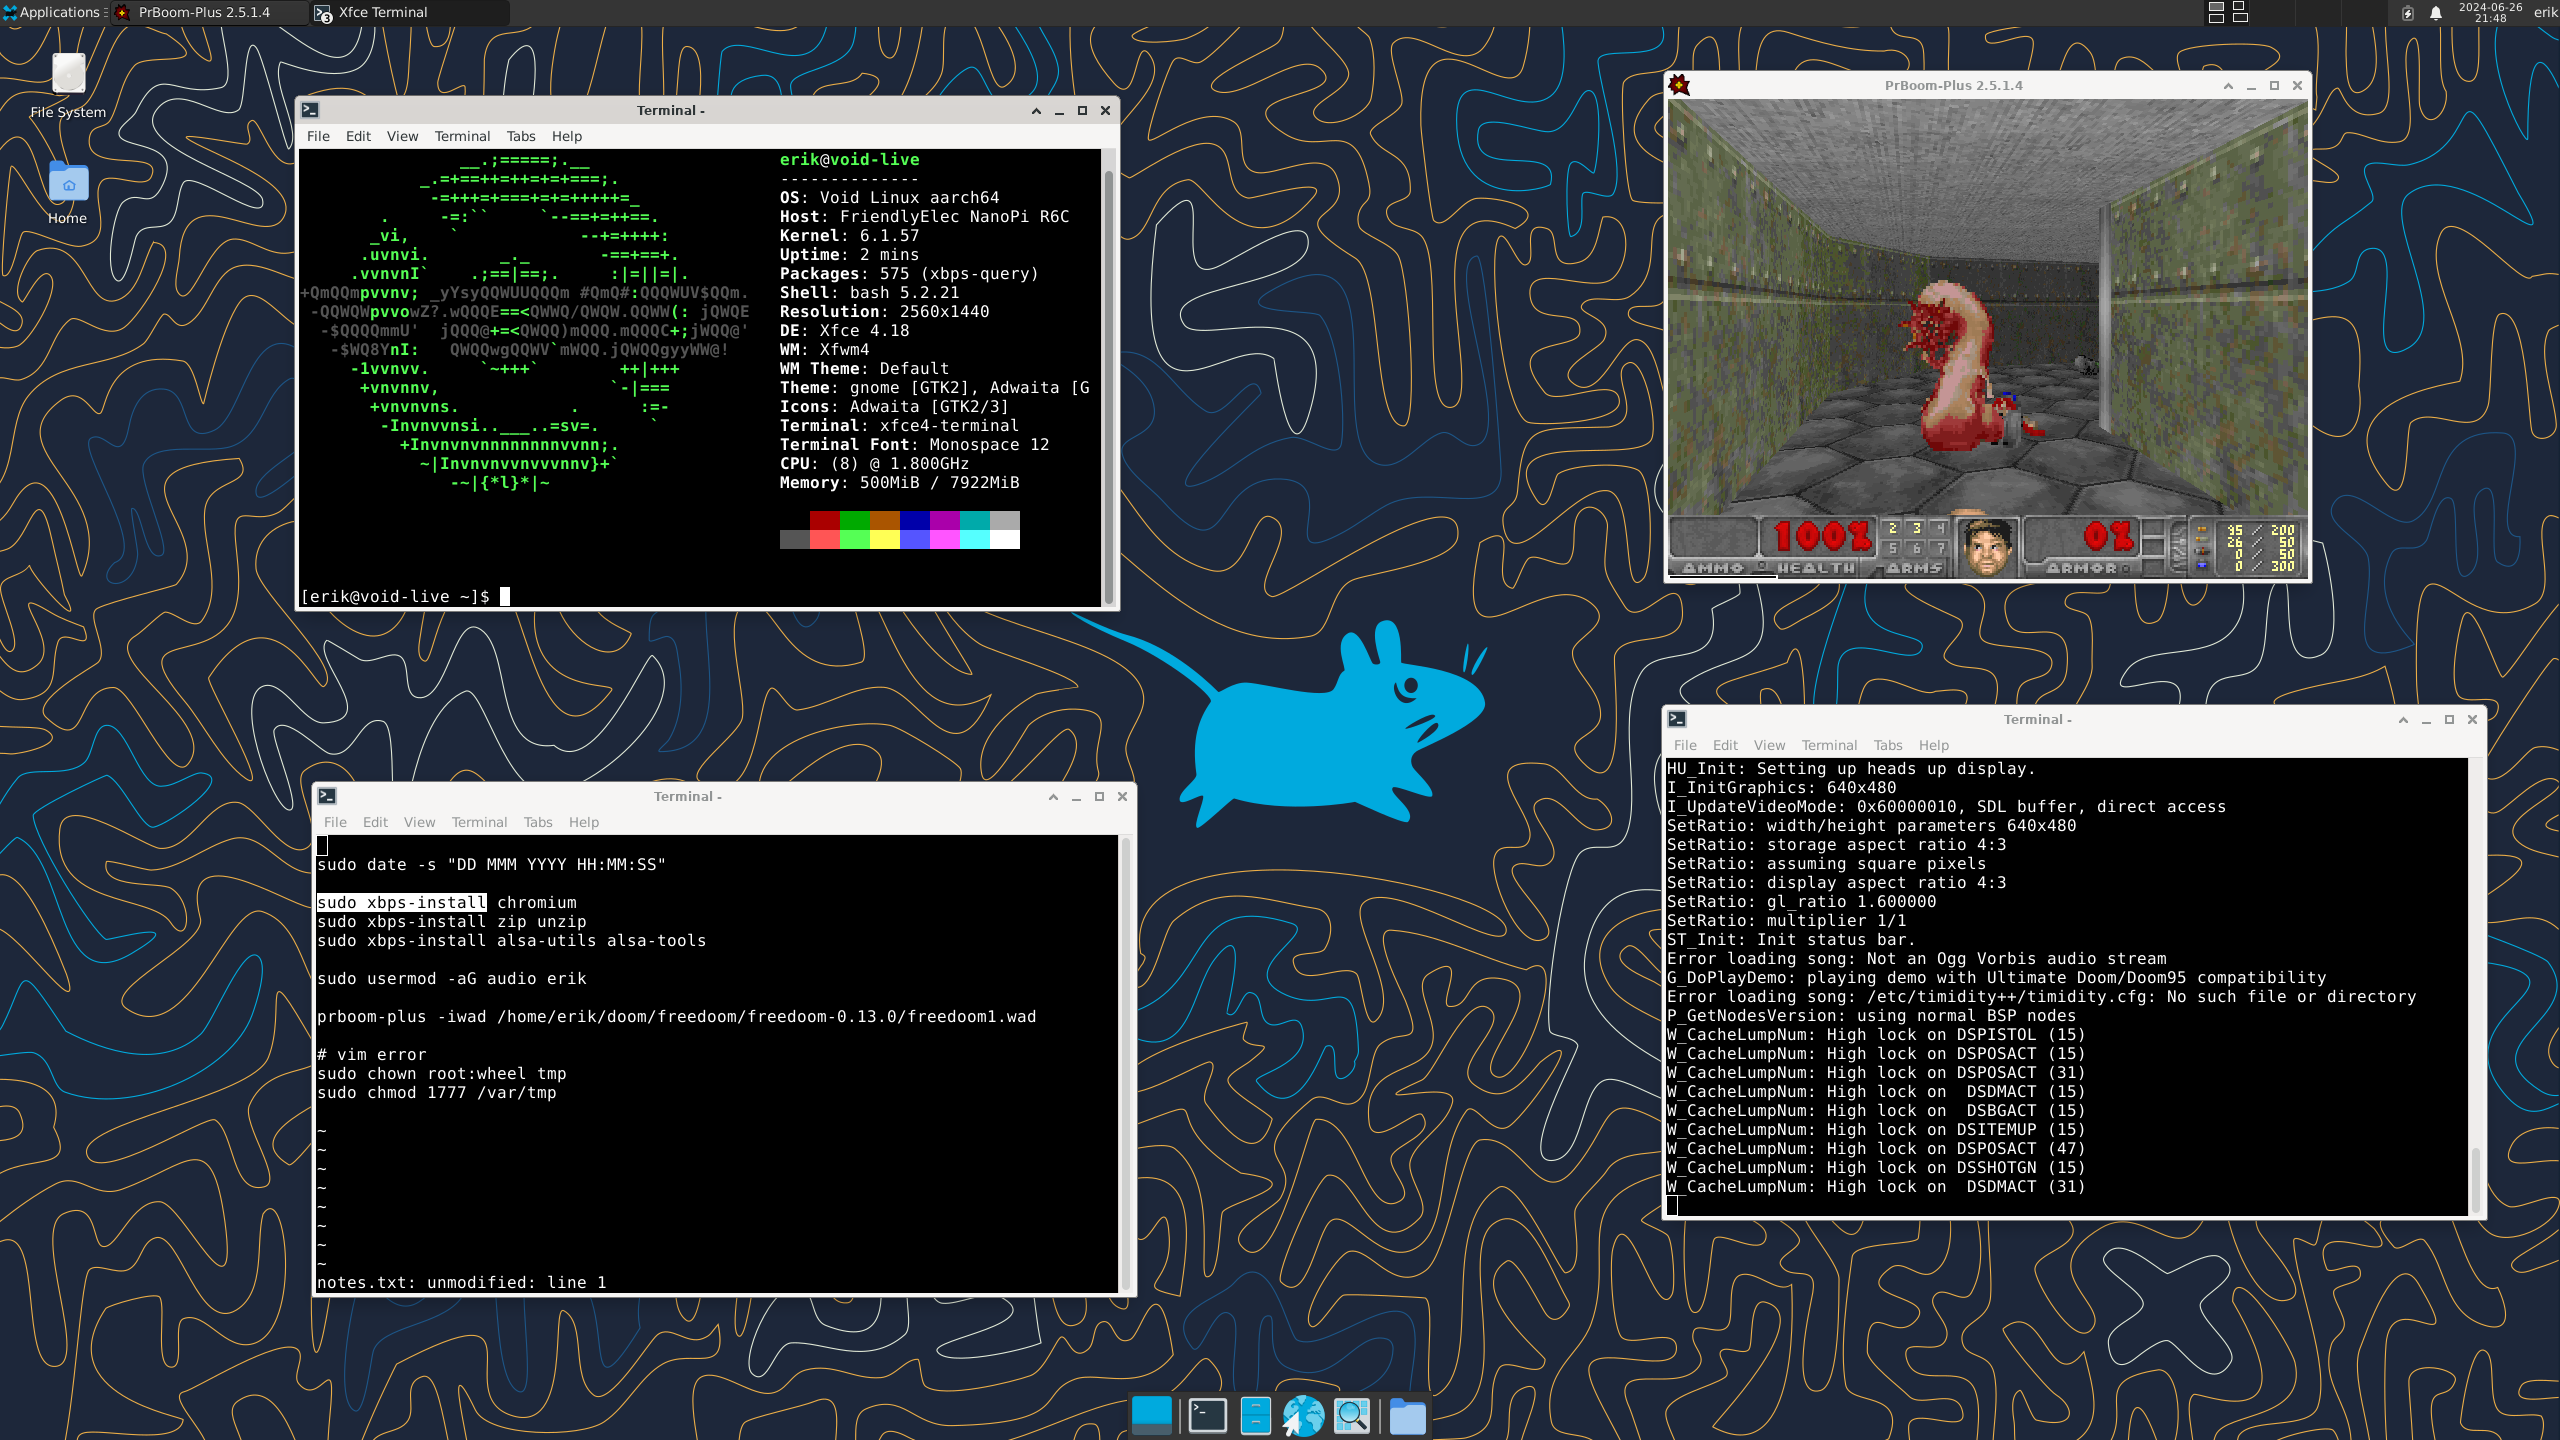 Applications
PrBoom-Plus 2.5.1.4
Xfce Terminal
3
2024-06-26
21:48
erik
File System
Home
Terminal -
File Edit View Terminal Tabs Help
erik@void-live
--------------
OS: Void Linux aarch64
Host: FriendlyElec NanoPi R6C
Kernel: 6.1.57
Uptime: 2 mins
Packages: 575 (xbps-query)
Shell: bash 5.2.21
Resolution: 2560x1440
DE: Xfce 4.18
WM: Xfwm4
WM Theme: Default
Theme: gnome [GTK2], Adwaita [G
Icons: Adwaita [GTK2/3]
Terminal: xfce4-terminal
Terminal Font: Monospace 12
CPU: (8) @ 1.800GHz
Memory: 500MiB / 7922MiB
[erik@void-live ~]$
PrBoom-Plus 2.5.1.4
100%
2 3 4
5 6 7
0%
95 / 200
26 / 50
0 / 50
0 / 300
AMMO HEALTH ARMS ARMOR
Terminal -
File Edit View Terminal Tabs Help
sudo date -s "DD MMM YYYY HH:MM:SS"
sudo xbps-install chromium
sudo xbps-install zip unzip
sudo xbps-install alsa-utils alsa-tools
sudo usermod -aG audio erik
prboom-plus -iwad /home/erik/doom/freedoom/freedoom-0.13.0/freedoom1.wad
# vim error
sudo chown root:wheel tmp
sudo chmod 1777 /var/tmp
~
~
~
~
~
~
~
~
notes.txt: unmodified: line 1
Terminal -
File Edit View Terminal Tabs Help
HU_Init: Setting up heads up display.
I_InitGraphics: 640x480
I_UpdateVideoMode: 0x60000010, SDL buffer, direct access
SetRatio: width/height parameters 640x480
SetRatio: storage aspect ratio 4:3
SetRatio: assuming square pixels
SetRatio: display aspect ratio 4:3
SetRatio: gl_ratio 1.600000
SetRatio: multiplier 1/1
ST_Init: Init status bar.
Error loading song: Not an Ogg Vorbis audio stream
G_DoPlayDemo: playing demo with Ultimate Doom/Doom95 compatibility
Error loading song: /etc/timidity++/timidity.cfg: No such file or directory
P_GetNodesVersion: using normal BSP nodes
W_CacheLumpNum: High lock on DSPISTOL (15)
W_CacheLumpNum: High lock on DSPOSACT (15)
W_CacheLumpNum: High lock on DSPOSACT (31)
W_CacheLumpNum: High lock on  DSDMACT (15)
W_CacheLumpNum: High lock on  DSBGACT (15)
W_CacheLumpNum: High lock on DSITEMUP (15)
W_CacheLumpNum: High lock on DSPOSACT (47)
W_CacheLumpNum: High lock on DSSHOTGN (15)
W_CacheLumpNum: High lock on  DSDMACT (31)